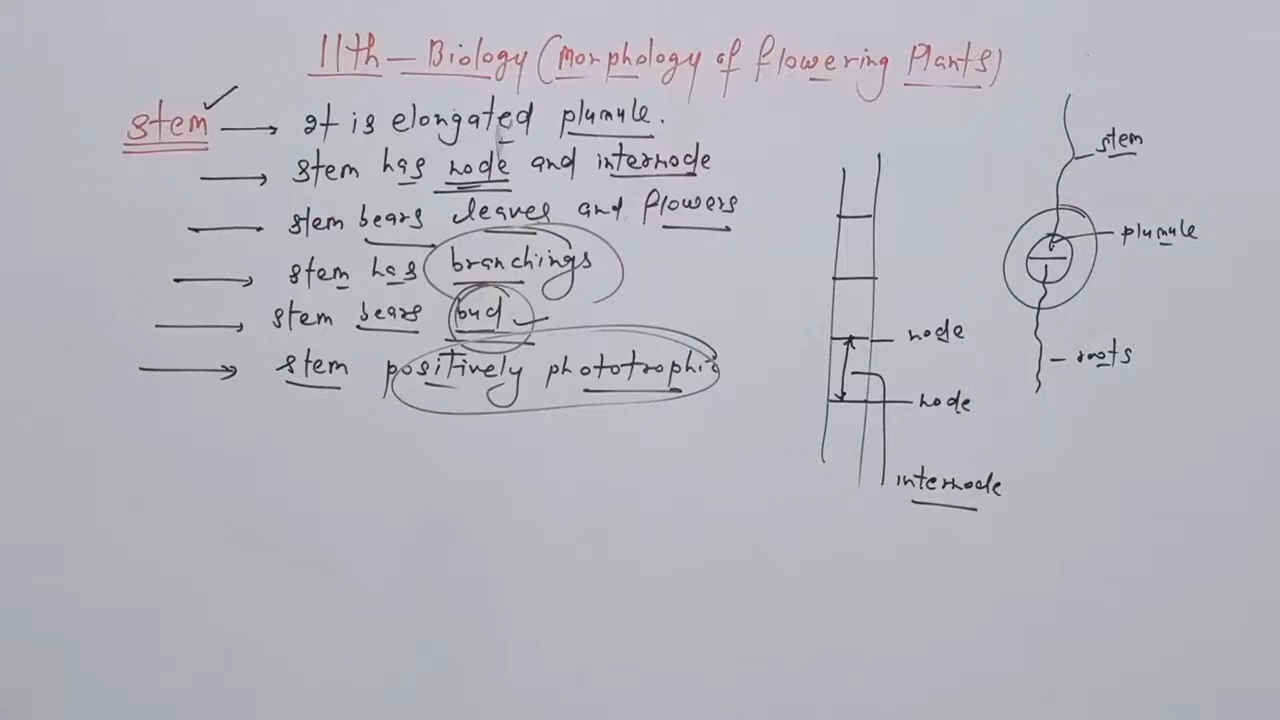 11th - Biology (Morphology of flowering Plants)
stem → It is elongated plumule.
→ stem has node and internode
→ stem bears leaves and flowers
→ stem has branchings
→ stem bears bud
→ stem positively phototrophic
node
node
internode
stem
plumule
roots